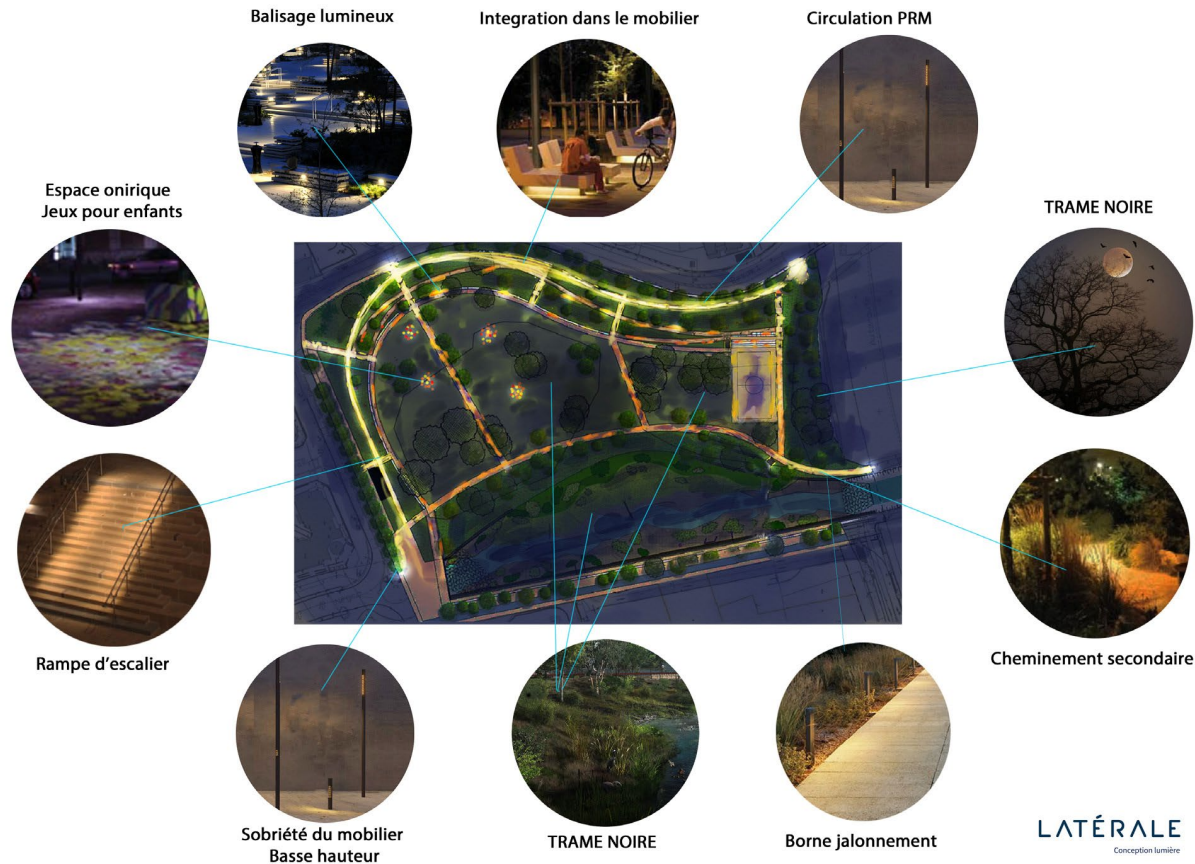 Balisage lumineux
Integration dans le mobilier
Circulation PRM
Espace onirique
Jeux pour enfants
TRAME NOIRE
Rampe d'escalier
Cheminement secondaire
Sobriété du mobilier
Basse hauteur
TRAME NOIRE
Borne jalonnement
LATÉRALE
Conception lumière